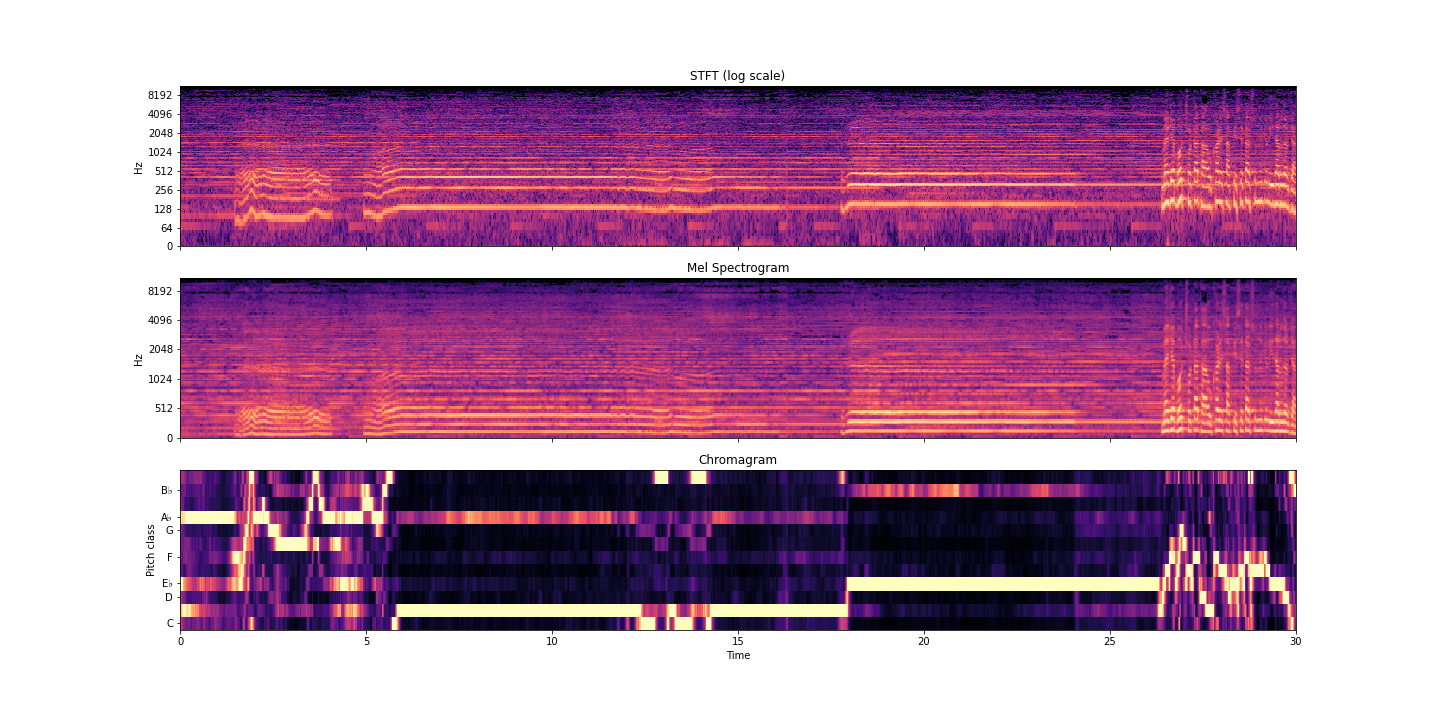 STFT (log scale)
8192
4096
2048
1024
512
256
128
64
0
Hz
Mel Spectrogram
8192
4096
2048
1024
512
0
Hz
Chromagram
B♭
A♭
G
F
E♭
D
C
Pitch class
0 5 10 15 20 25 30
Time